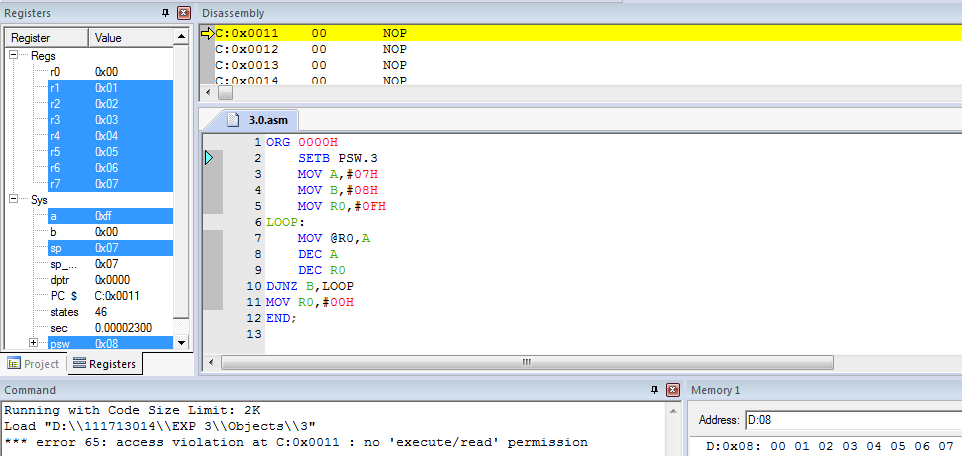 Registers
Register Value
Regs
r0 0x00
r1 0x01
r2 0x02
r3 0x03
r4 0x04
r5 0x05
r6 0x06
r7 0x07
Sys
a 0xff
b 0x00
sp 0x07
sp_... 0x07
dptr 0x0000
PC $ C:0x0011
states 46
sec 0.00002300
psw 0x08
Project Registers
Disassembly
C:0x0011 00 NOP
C:0x0012 00 NOP
C:0x0013 00 NOP
C:0x0014 00 NOP
3.0.asm
1 ORG 0000H
2 SETB PSW.3
3 MOV A,#07H
4 MOV B,#08H
5 MOV R0,#0FH
6 LOOP:
7 MOV @R0,A
8 DEC A
9 DEC R0
10 DJNZ B,LOOP
11 MOV R0,#00H
12 END;
13
Command
Running with Code Size Limit: 2K
Load "D:\\111713014\\EXP 3\\Objects\\3"
*** error 65: access violation at C:0x0011 : no 'execute/read' permission
Memory 1
Address: D:08
D:0x08: 00 01 02 03 04 05 06 07